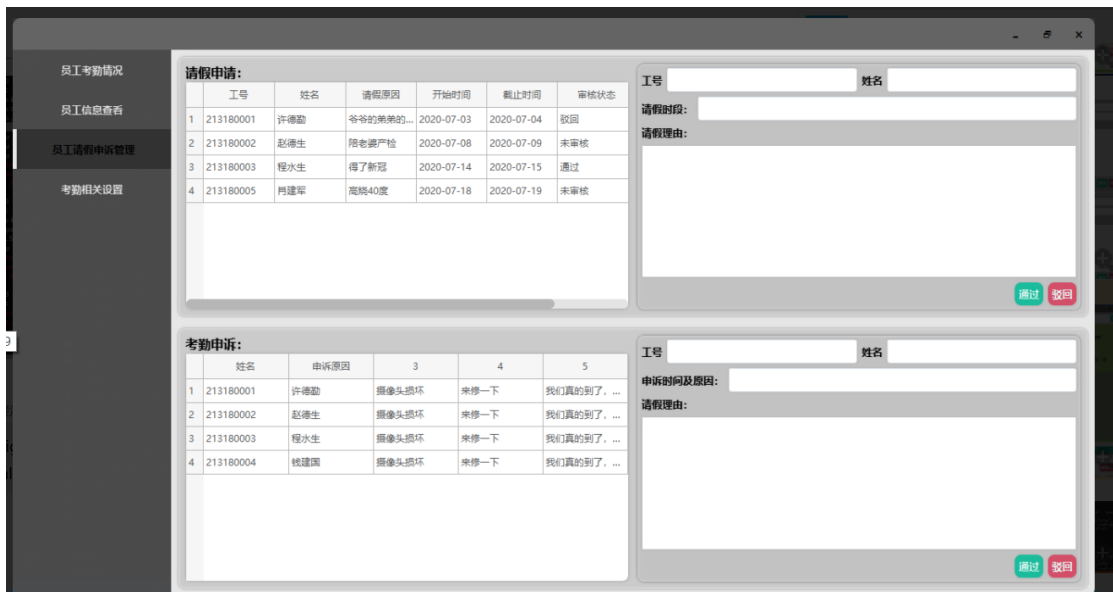 员工考勤情况
员工信息查看
员工请假申诉管理
考勤相关设置
请假申请：
工号 姓名 请假原因 开始时间 截止时间 审核状态
1 213180001 许德勤 爷爷的弟弟的... 2020-07-03 2020-07-04 驳回
2 213180002 赵德生 陪老婆产检 2020-07-08 2020-07-09 未审核
3 213180003 程水生 得了新冠 2020-07-14 2020-07-15 通过
4 213180005 肖建军 高烧40度 2020-07-18 2020-07-19 未审核
工号 姓名
请假时段：
请假理由：
通过 驳回
9
考勤申诉：
姓名 申诉原因 3 4 5
1 213180001 许德勤 摄像头损坏 来修一下 我们真的到了，...
2 213180002 赵德生 摄像头损坏 来修一下 我们真的到了，...
3 213180003 程水生 摄像头损坏 来修一下 我们真的到了，...
4 213180004 钱建国 摄像头损坏 来修一下 我们真的到了，...
工号 姓名
申诉时间及原因：
请假理由：
通过 驳回